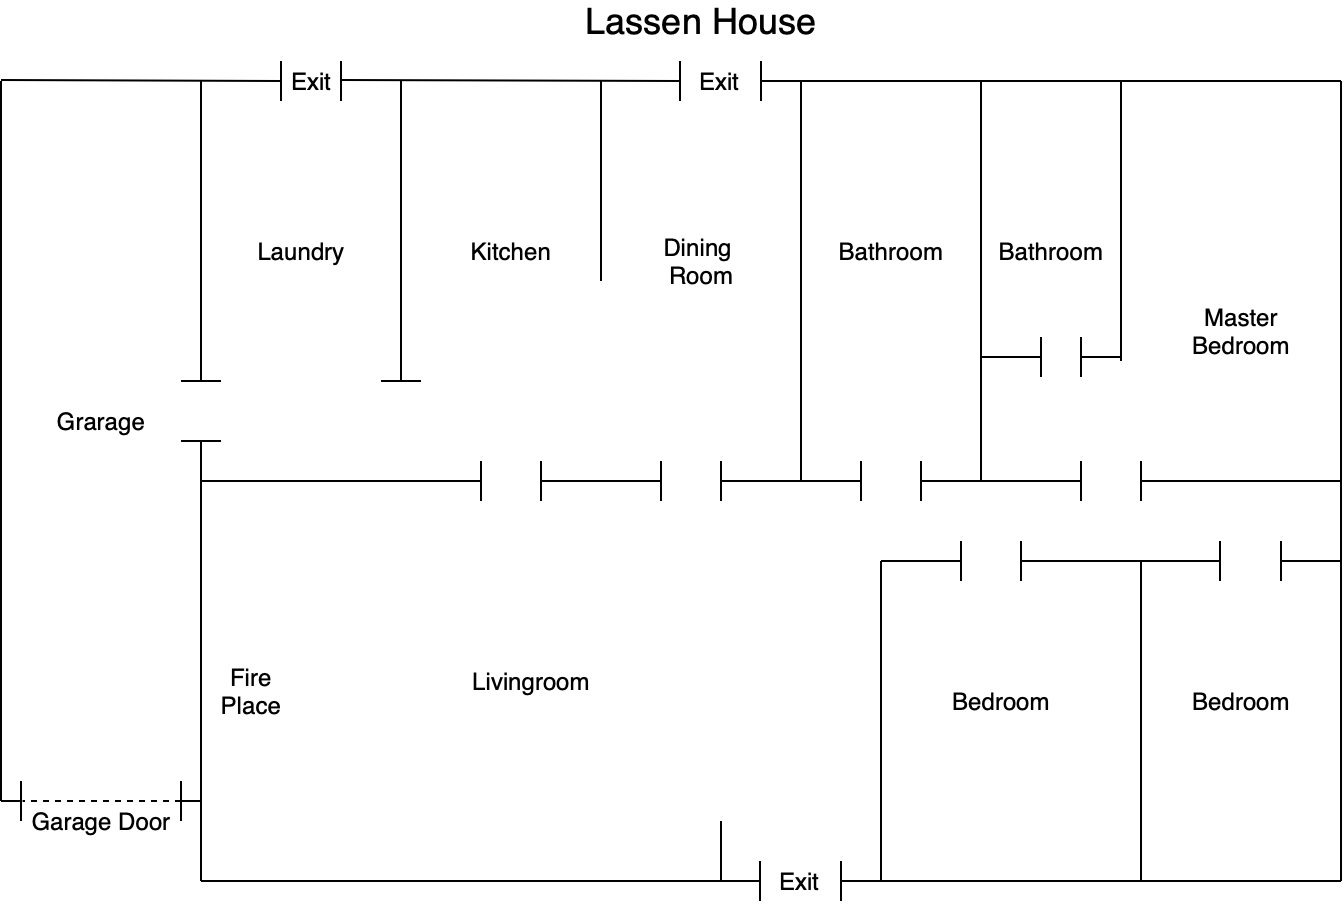 Lassen House
Exit
Exit
Laundry
Kitchen
Dining
Room
Bathroom
Bathroom
Master
Bedroom
Grarage
Fire
Place
Livingroom
Bedroom
Bedroom
Garage Door
Exit